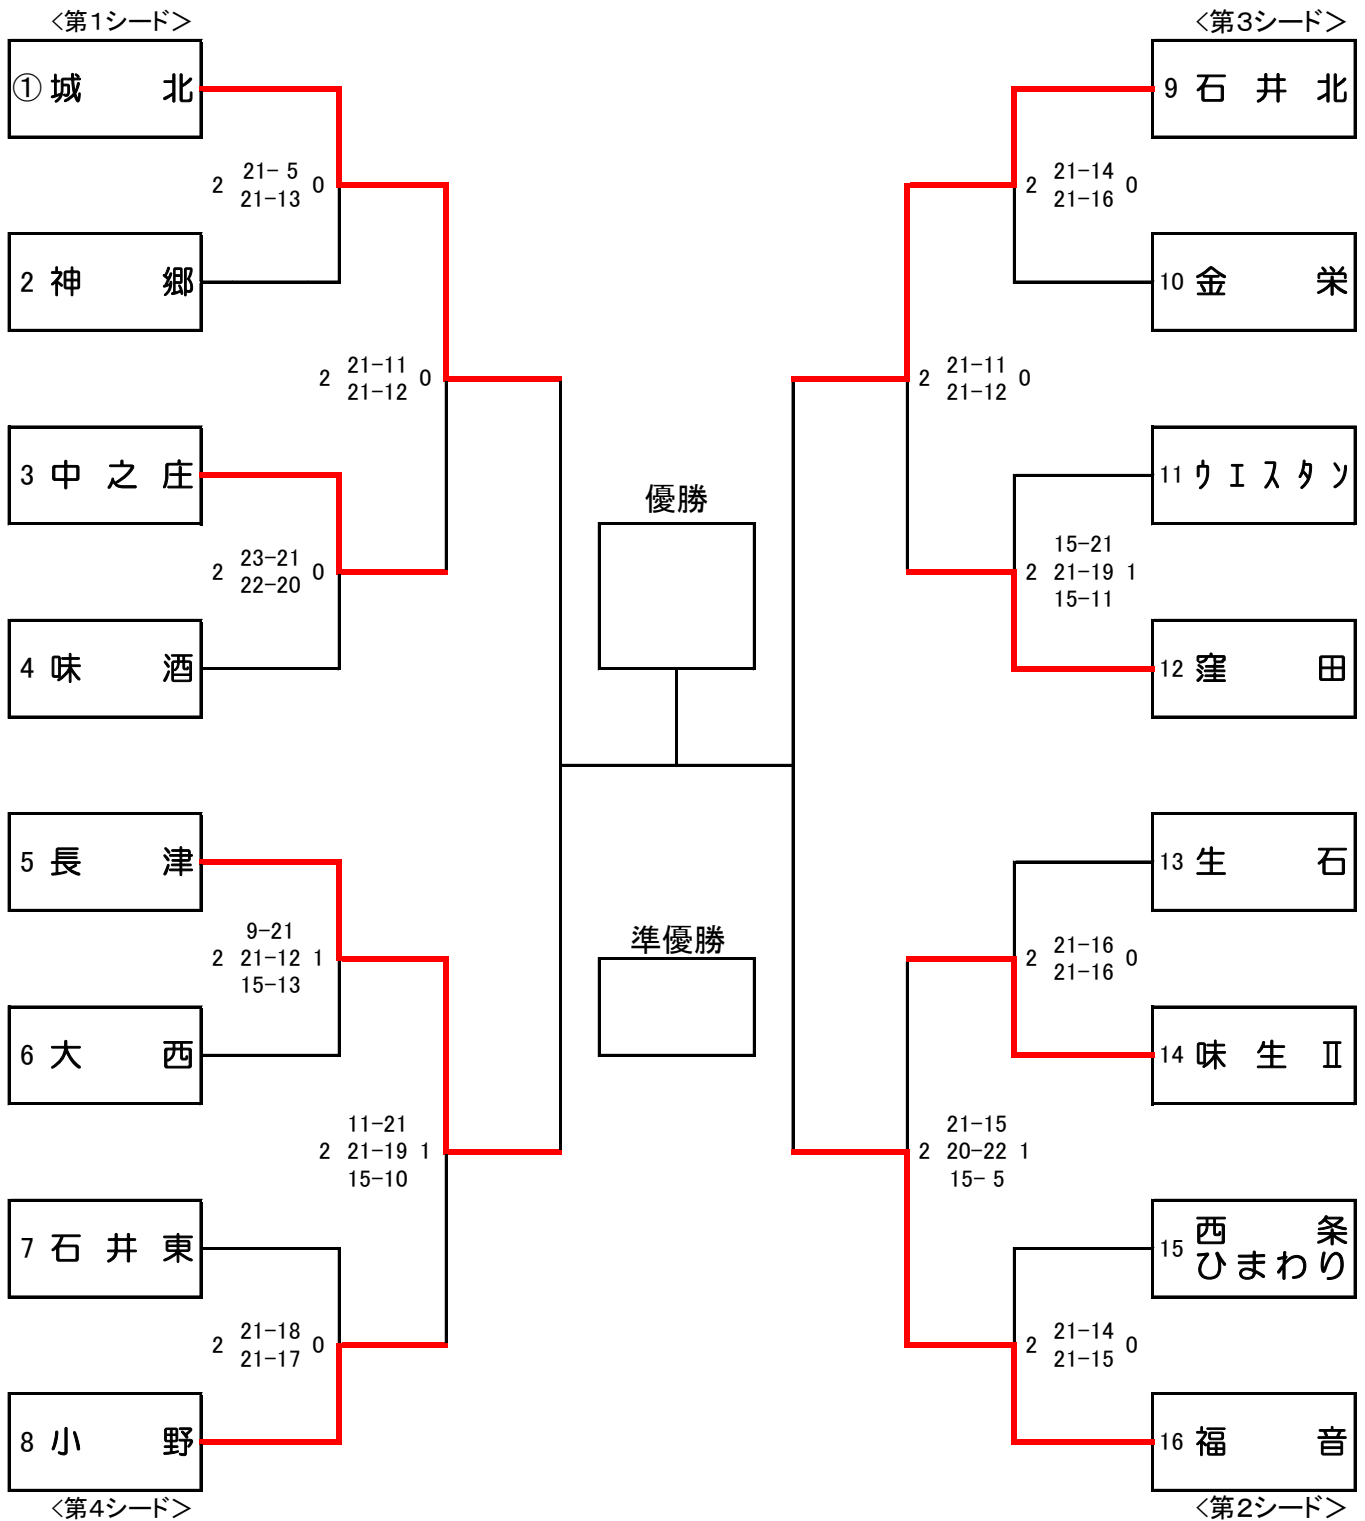 <第1シード>
① 城北
2 21- 5 0
21-13
2 神郷
2 21-11 0
21-12
3 中之庄
2 23-21 0
22-20
4 味酒
5 長津
9-21
2 21-12 1
15-13
6 大西
11-21
2 21-19 1
15-10
7 石井東
2 21-18 0
21-17
8 小野
<第4シード>
優勝
準優勝
<第3シード>
9 石井北
2 21-14 0
21-16
10 金栄
2 21-11 0
21-12
11 ウエスタン
15-21
2 21-19 1
15-11
12 窪田
13 生石
2 21-16 0
21-16
14 味生Ⅱ
21-15
2 20-22 1
15- 5
15 西条
ひまわり
2 21-14 0
21-15
16 福音
<第2シード>